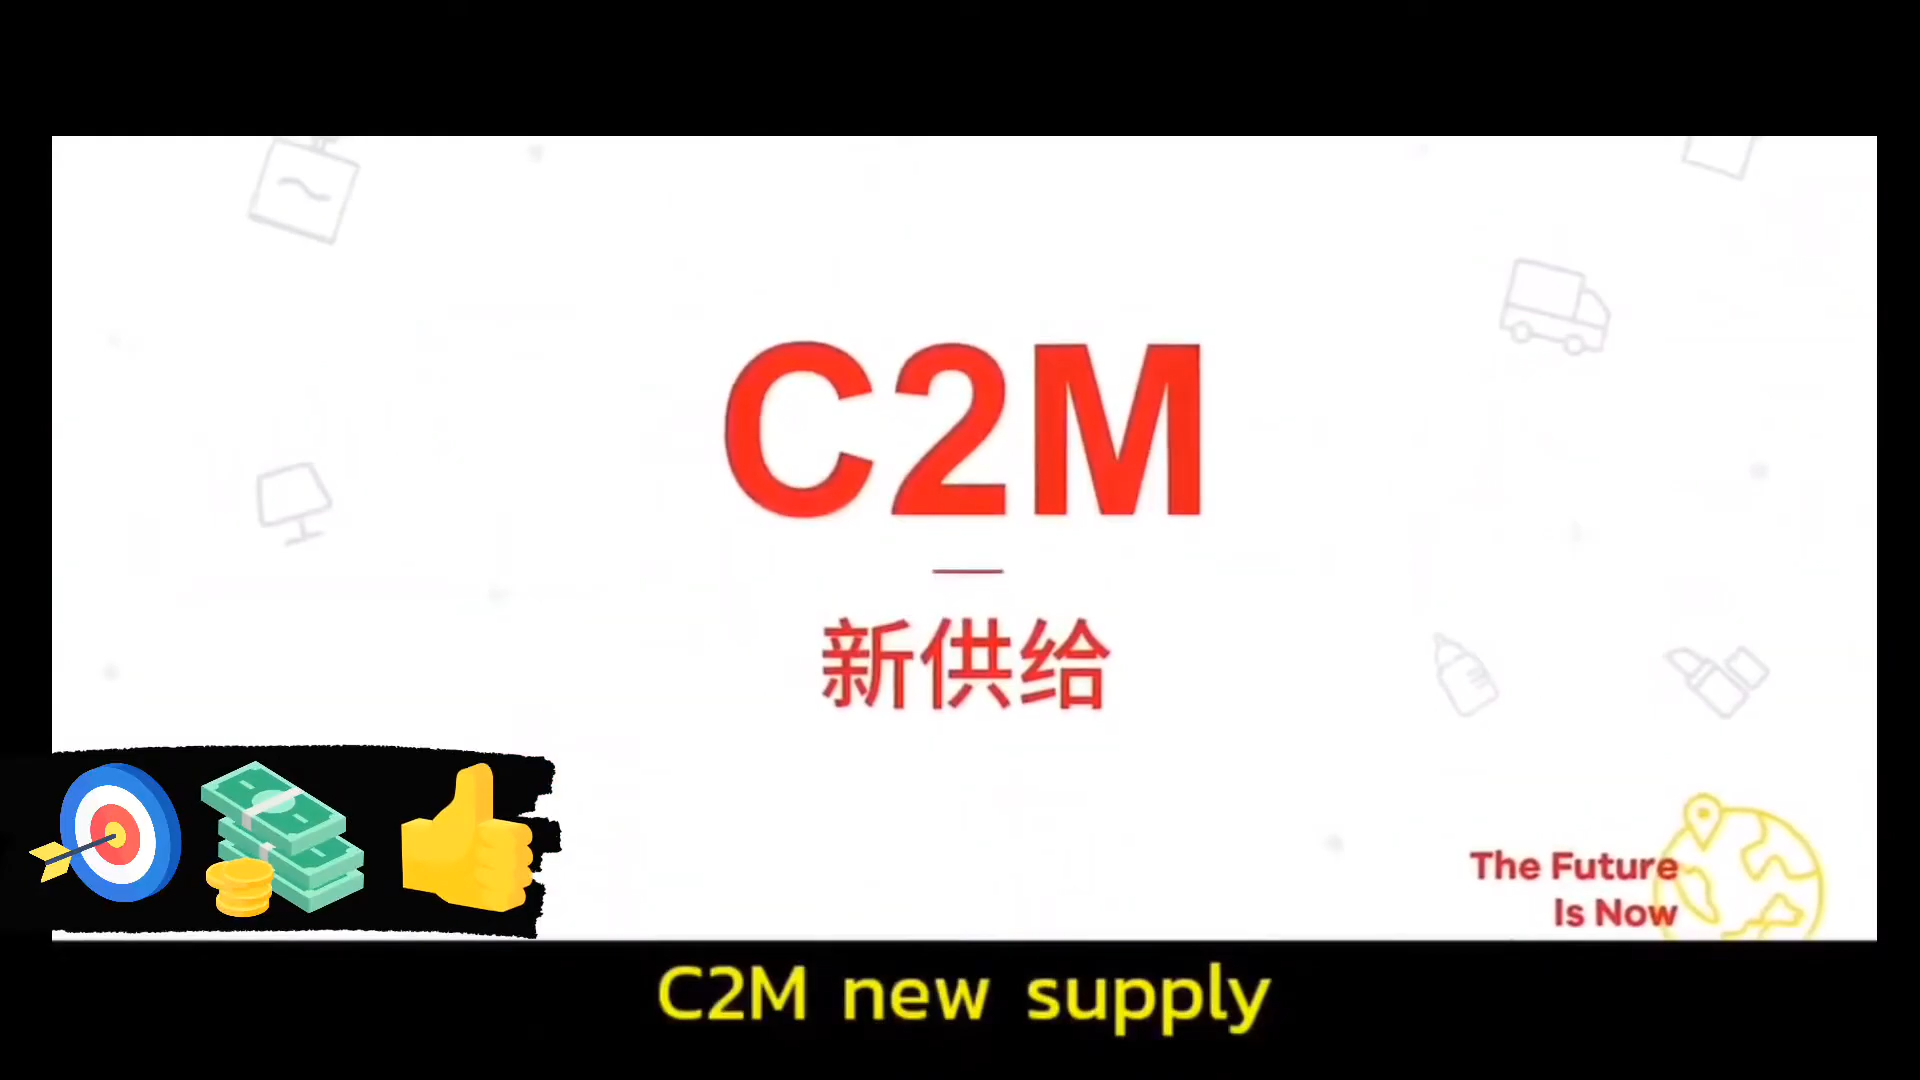 C2M
新供给
The Future
Is Now
C2M new supply